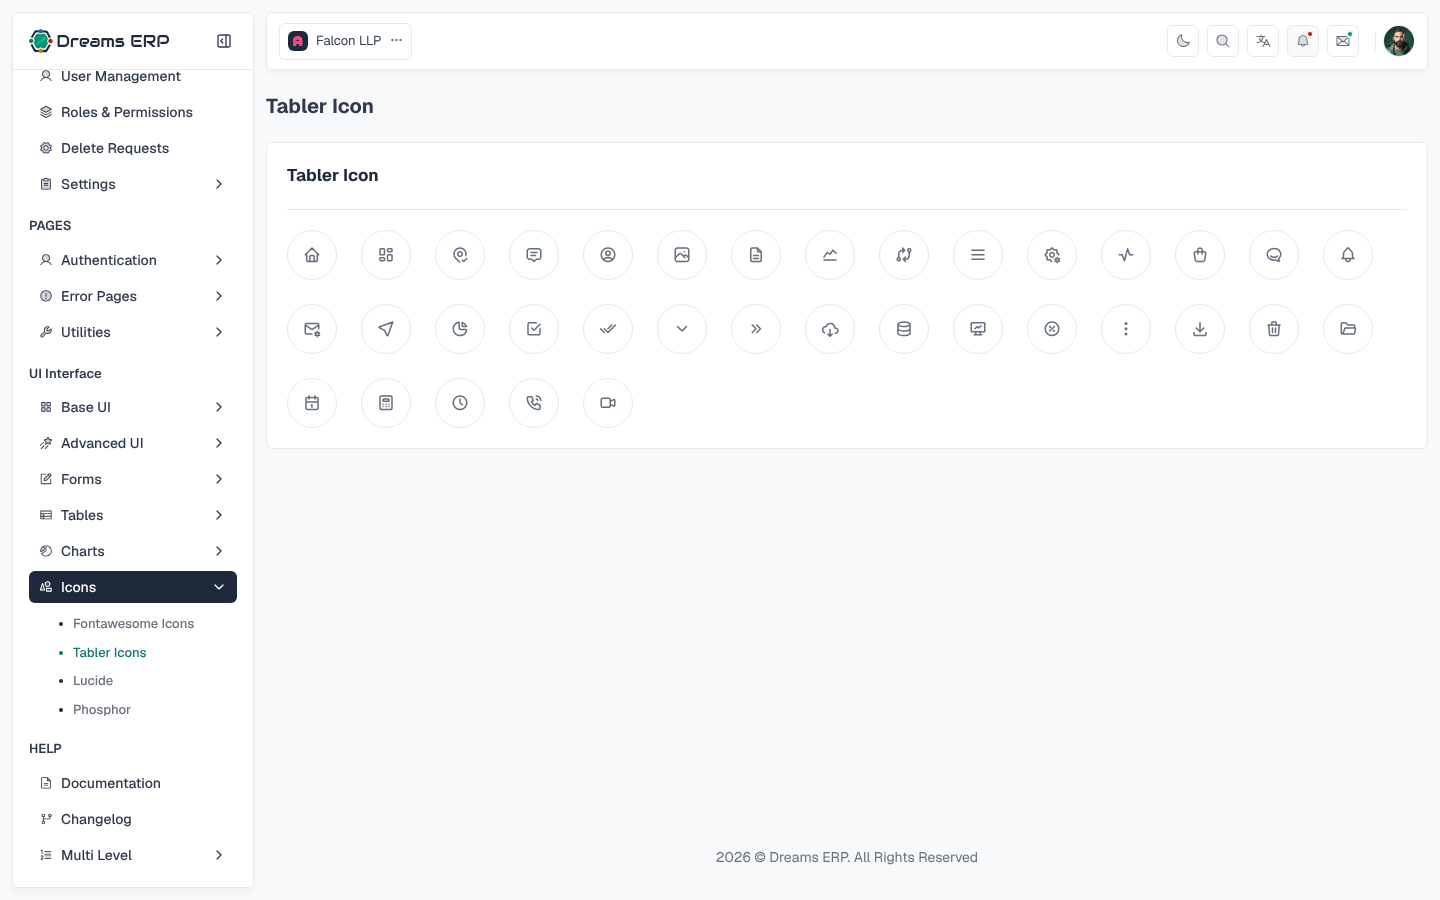 Dreams ERP
User Management
Roles & Permissions
Delete Requests
Settings
PAGES
Authentication
Error Pages
Utilities
UI Interface
Base UI
Advanced UI
Forms
Tables
Charts
Icons
Fontawesome Icons
Tabler Icons
Lucide
Phosphor
HELP
Documentation
Changelog
Multi Level
Falcon LLP
Tabler Icon
Tabler Icon
2026 © Dreams ERP. All Rights Reserved